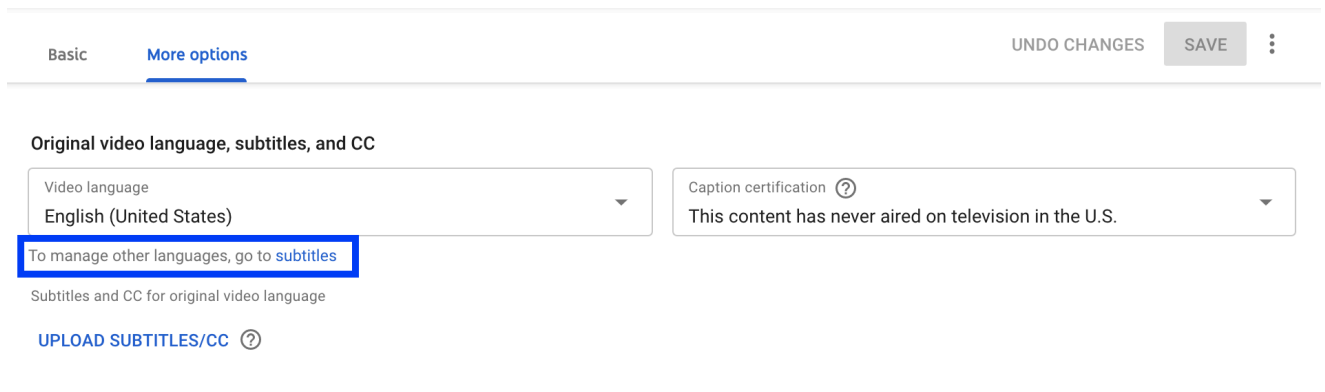 Basic
More options
UNDO CHANGES
SAVE
Original video language, subtitles, and CC
Video language
English (United States)
Caption certification
This content has never aired on television in the U.S.
To manage other languages, go to subtitles
Subtitles and CC for original video language
UPLOAD SUBTITLES/CC